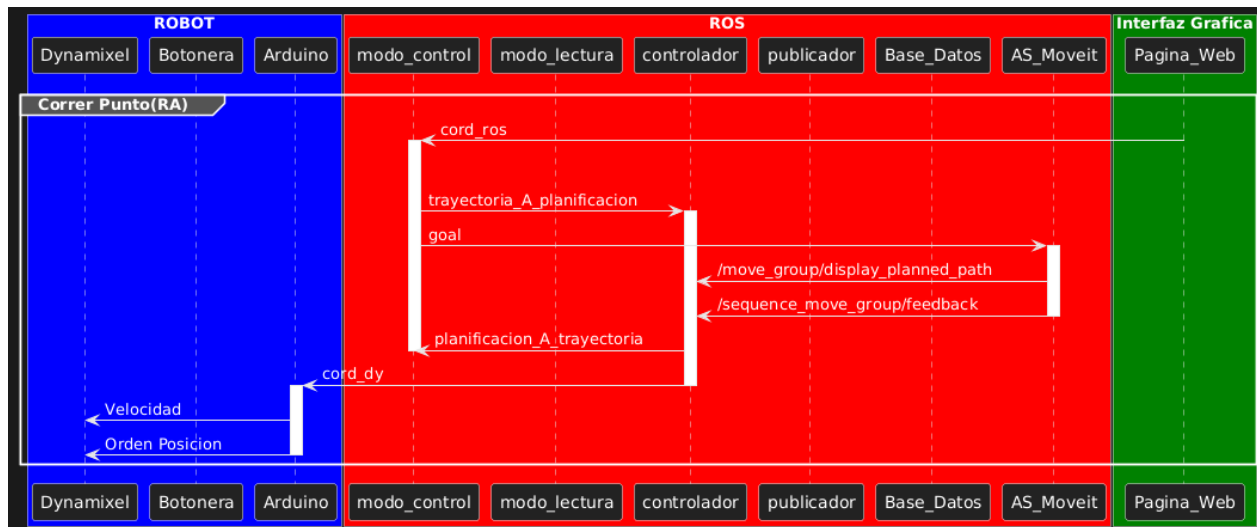 ROBOT ROS Interfaz Grafica
Dynamixel Botonera Arduino modo_control modo_lectura controlador publicador Base_Datos AS_Moveit Pagina_Web
Correr Punto(RA)
cord_ros
trayectoria_A_planificacion
goal
/move_group/display_planned_path
/sequence_move_group/feedback
planificacion_A_trayectoria
cord_dy
Velocidad
Orden Posicion
Dynamixel Botonera Arduino modo_control modo_lectura controlador publicador Base_Datos AS_Moveit Pagina_Web